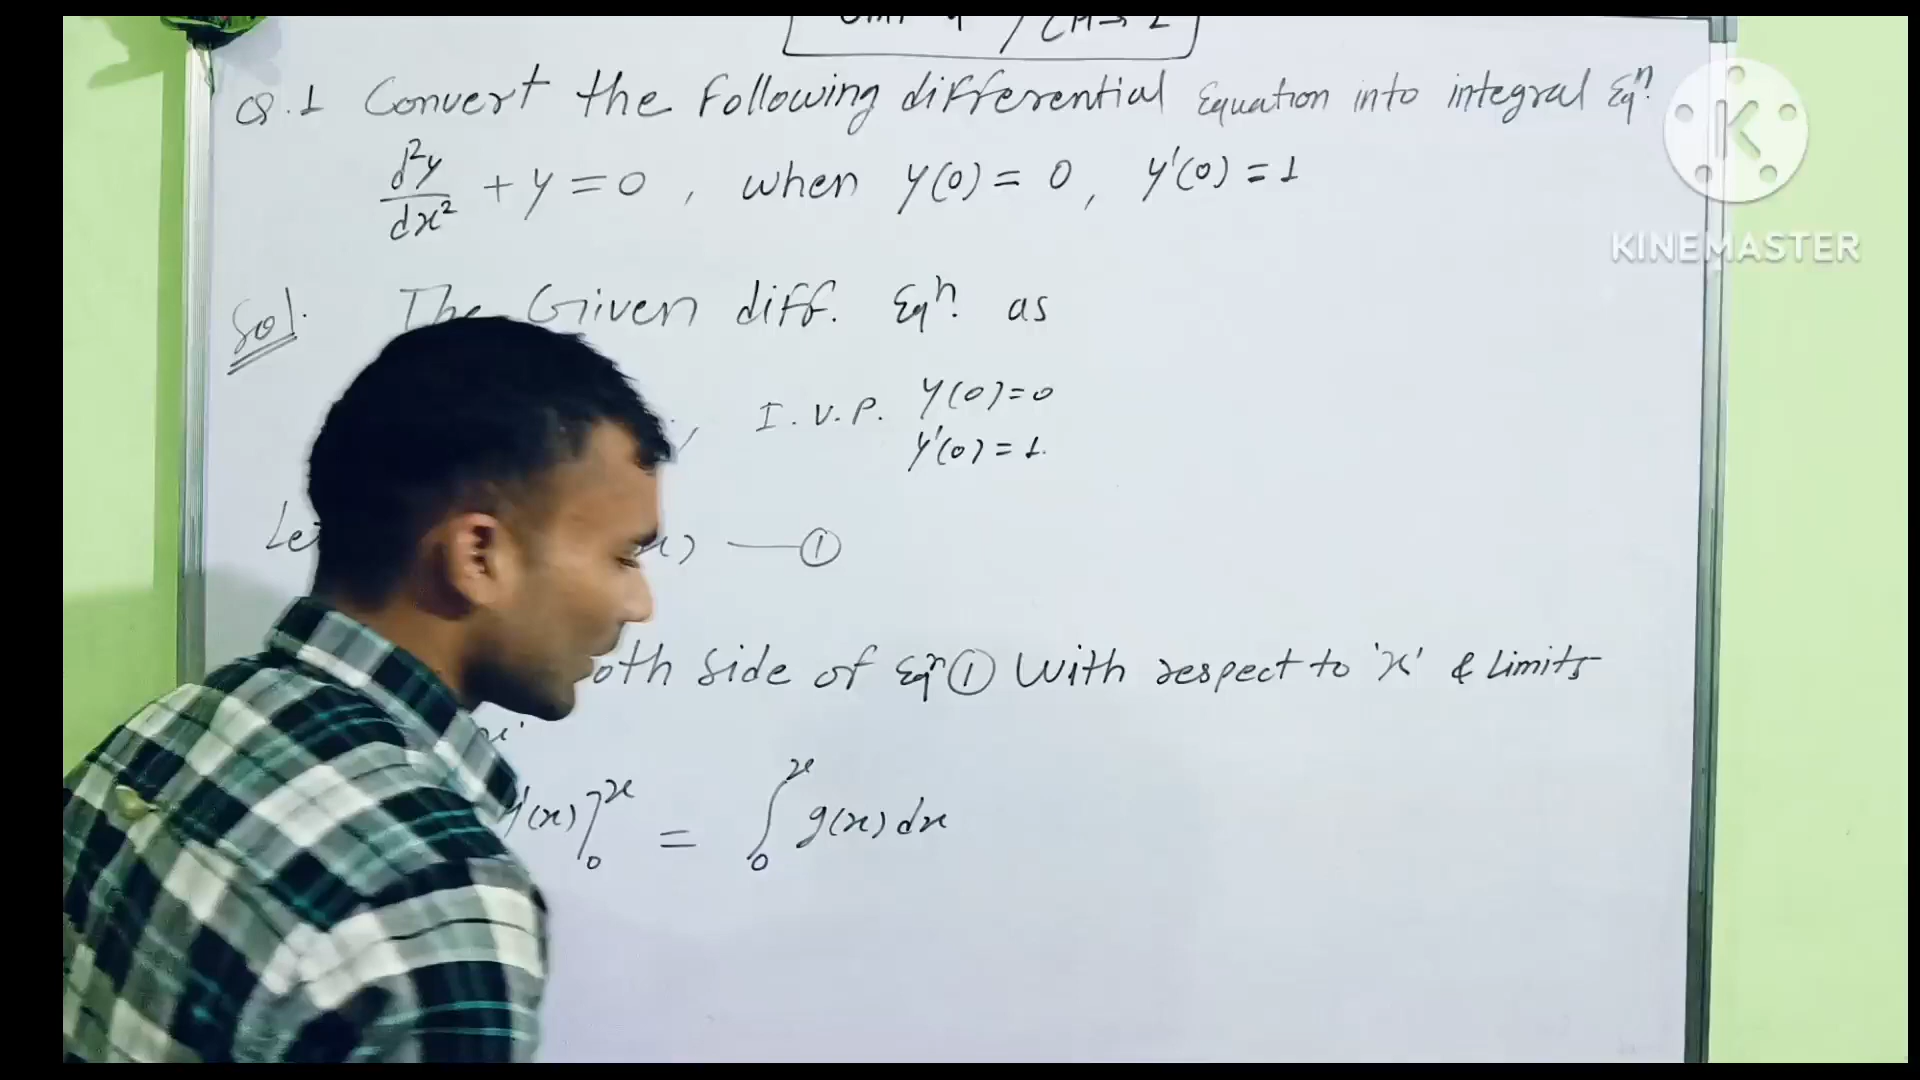 Q.1 Convert the following differential Equation into integral Eqⁿ.
d²y/dx² + y = 0 , when y(0) = 0 , y'(0) = 1
Sol. The Given diff. Eqⁿ. as
I.V.P. y(0)=0
y'(0) = 1.
①
side of Eqⁿ ① With respect to 'x' & Limits
y'(x)]₀ˣ = ∫₀ˣ g(x) dx
K
KINEMASTER